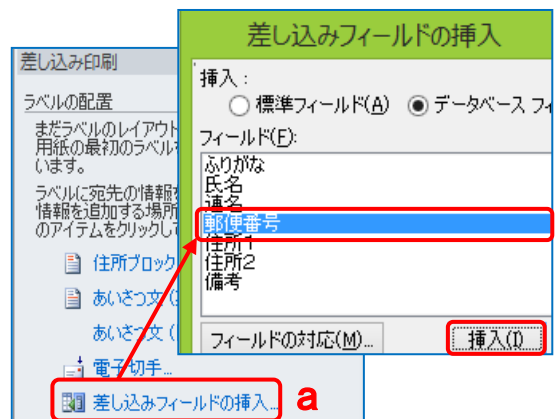 差し込み印刷
ラベルの配置
まだラベルのレイアウト
用紙の最初のラベル
います。
ラベルに宛先の情報
情報を追加する場所
のアイテムをクリックして
住所ブロック
あいさつ文
あいさつ文 (
電子切手...
差し込みフィールドの挿入...
a
差し込みフィールドの挿入
挿入:
標準フィールド(A) データベース フィ
フィールド(F):
ふりがな
氏名
連名
郵便番号
住所1
住所2
備考
フィールドの対応(M)... 挿入(I)